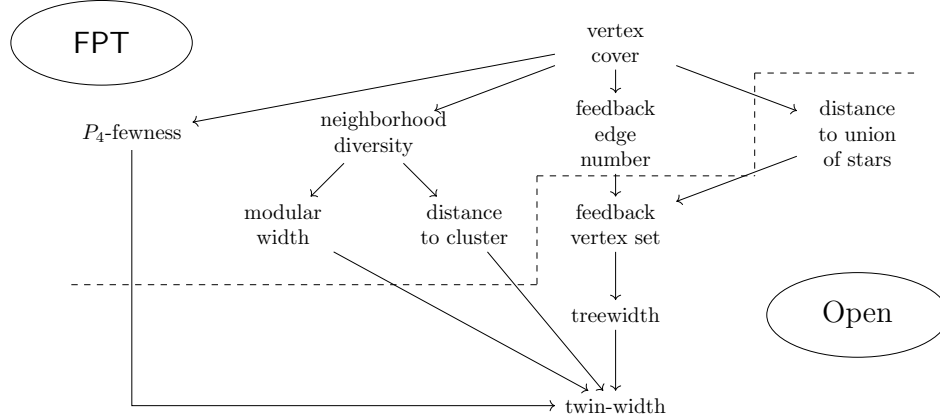 FPT
vertex
cover
P₄-fewness
neighborhood
diversity
feedback
edge
number
distance
to union
of stars
modular
width
distance
to cluster
feedback
vertex set
treewidth
Open
twin-width